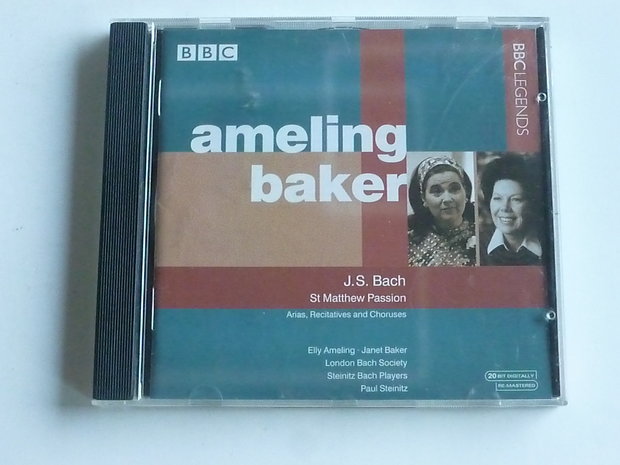 BBC
BBC LEGENDS
ameling
baker
J.S. Bach
St Matthew Passion
Arias, Recitatives and Choruses
Elly Ameling · Janet Baker
London Bach Society
Steinitz Bach Players
Paul Steinitz
20 BIT DIGITALLY
RE-MASTERED